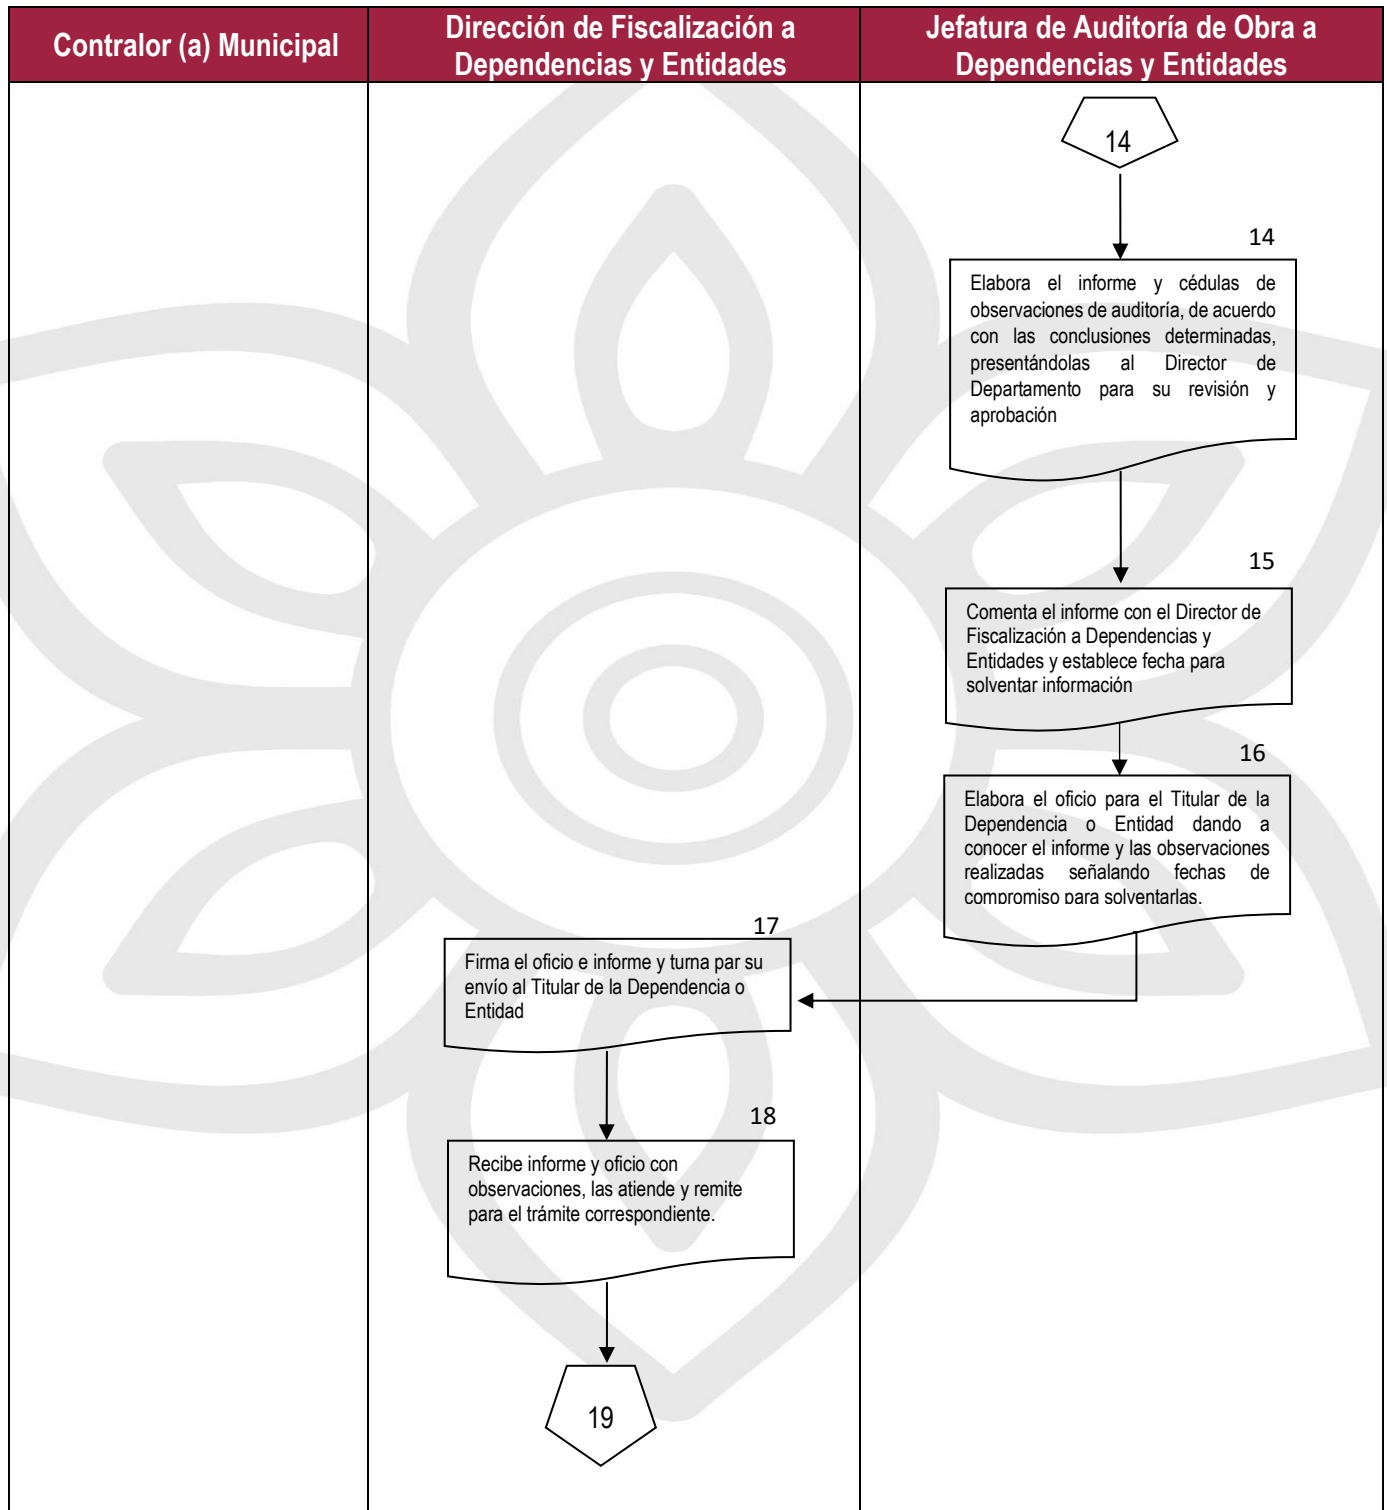 Contralor (a) Municipal
Dirección de Fiscalización a
Dependencias y Entidades
Jefatura de Auditoría de Obra a
Dependencias y Entidades
14
14
Elabora el informe y cédulas de
observaciones de auditoría, de acuerdo
con las conclusiones determinadas,
presentándolas al Director de
Departamento para su revisión y
aprobación
15
Comenta el informe con el Director de
Fiscalización a Dependencias y
Entidades y establece fecha para
solventar información
16
Elabora el oficio para el Titular de la
Dependencia o Entidad dando a
conocer el informe y las observaciones
realizadas señalando fechas de
compromiso para solventarlas.
17
Firma el oficio e informe y turna par su
envío al Titular de la Dependencia o
Entidad
18
Recibe informe y oficio con
observaciones, las atiende y remite
para el trámite correspondiente.
19